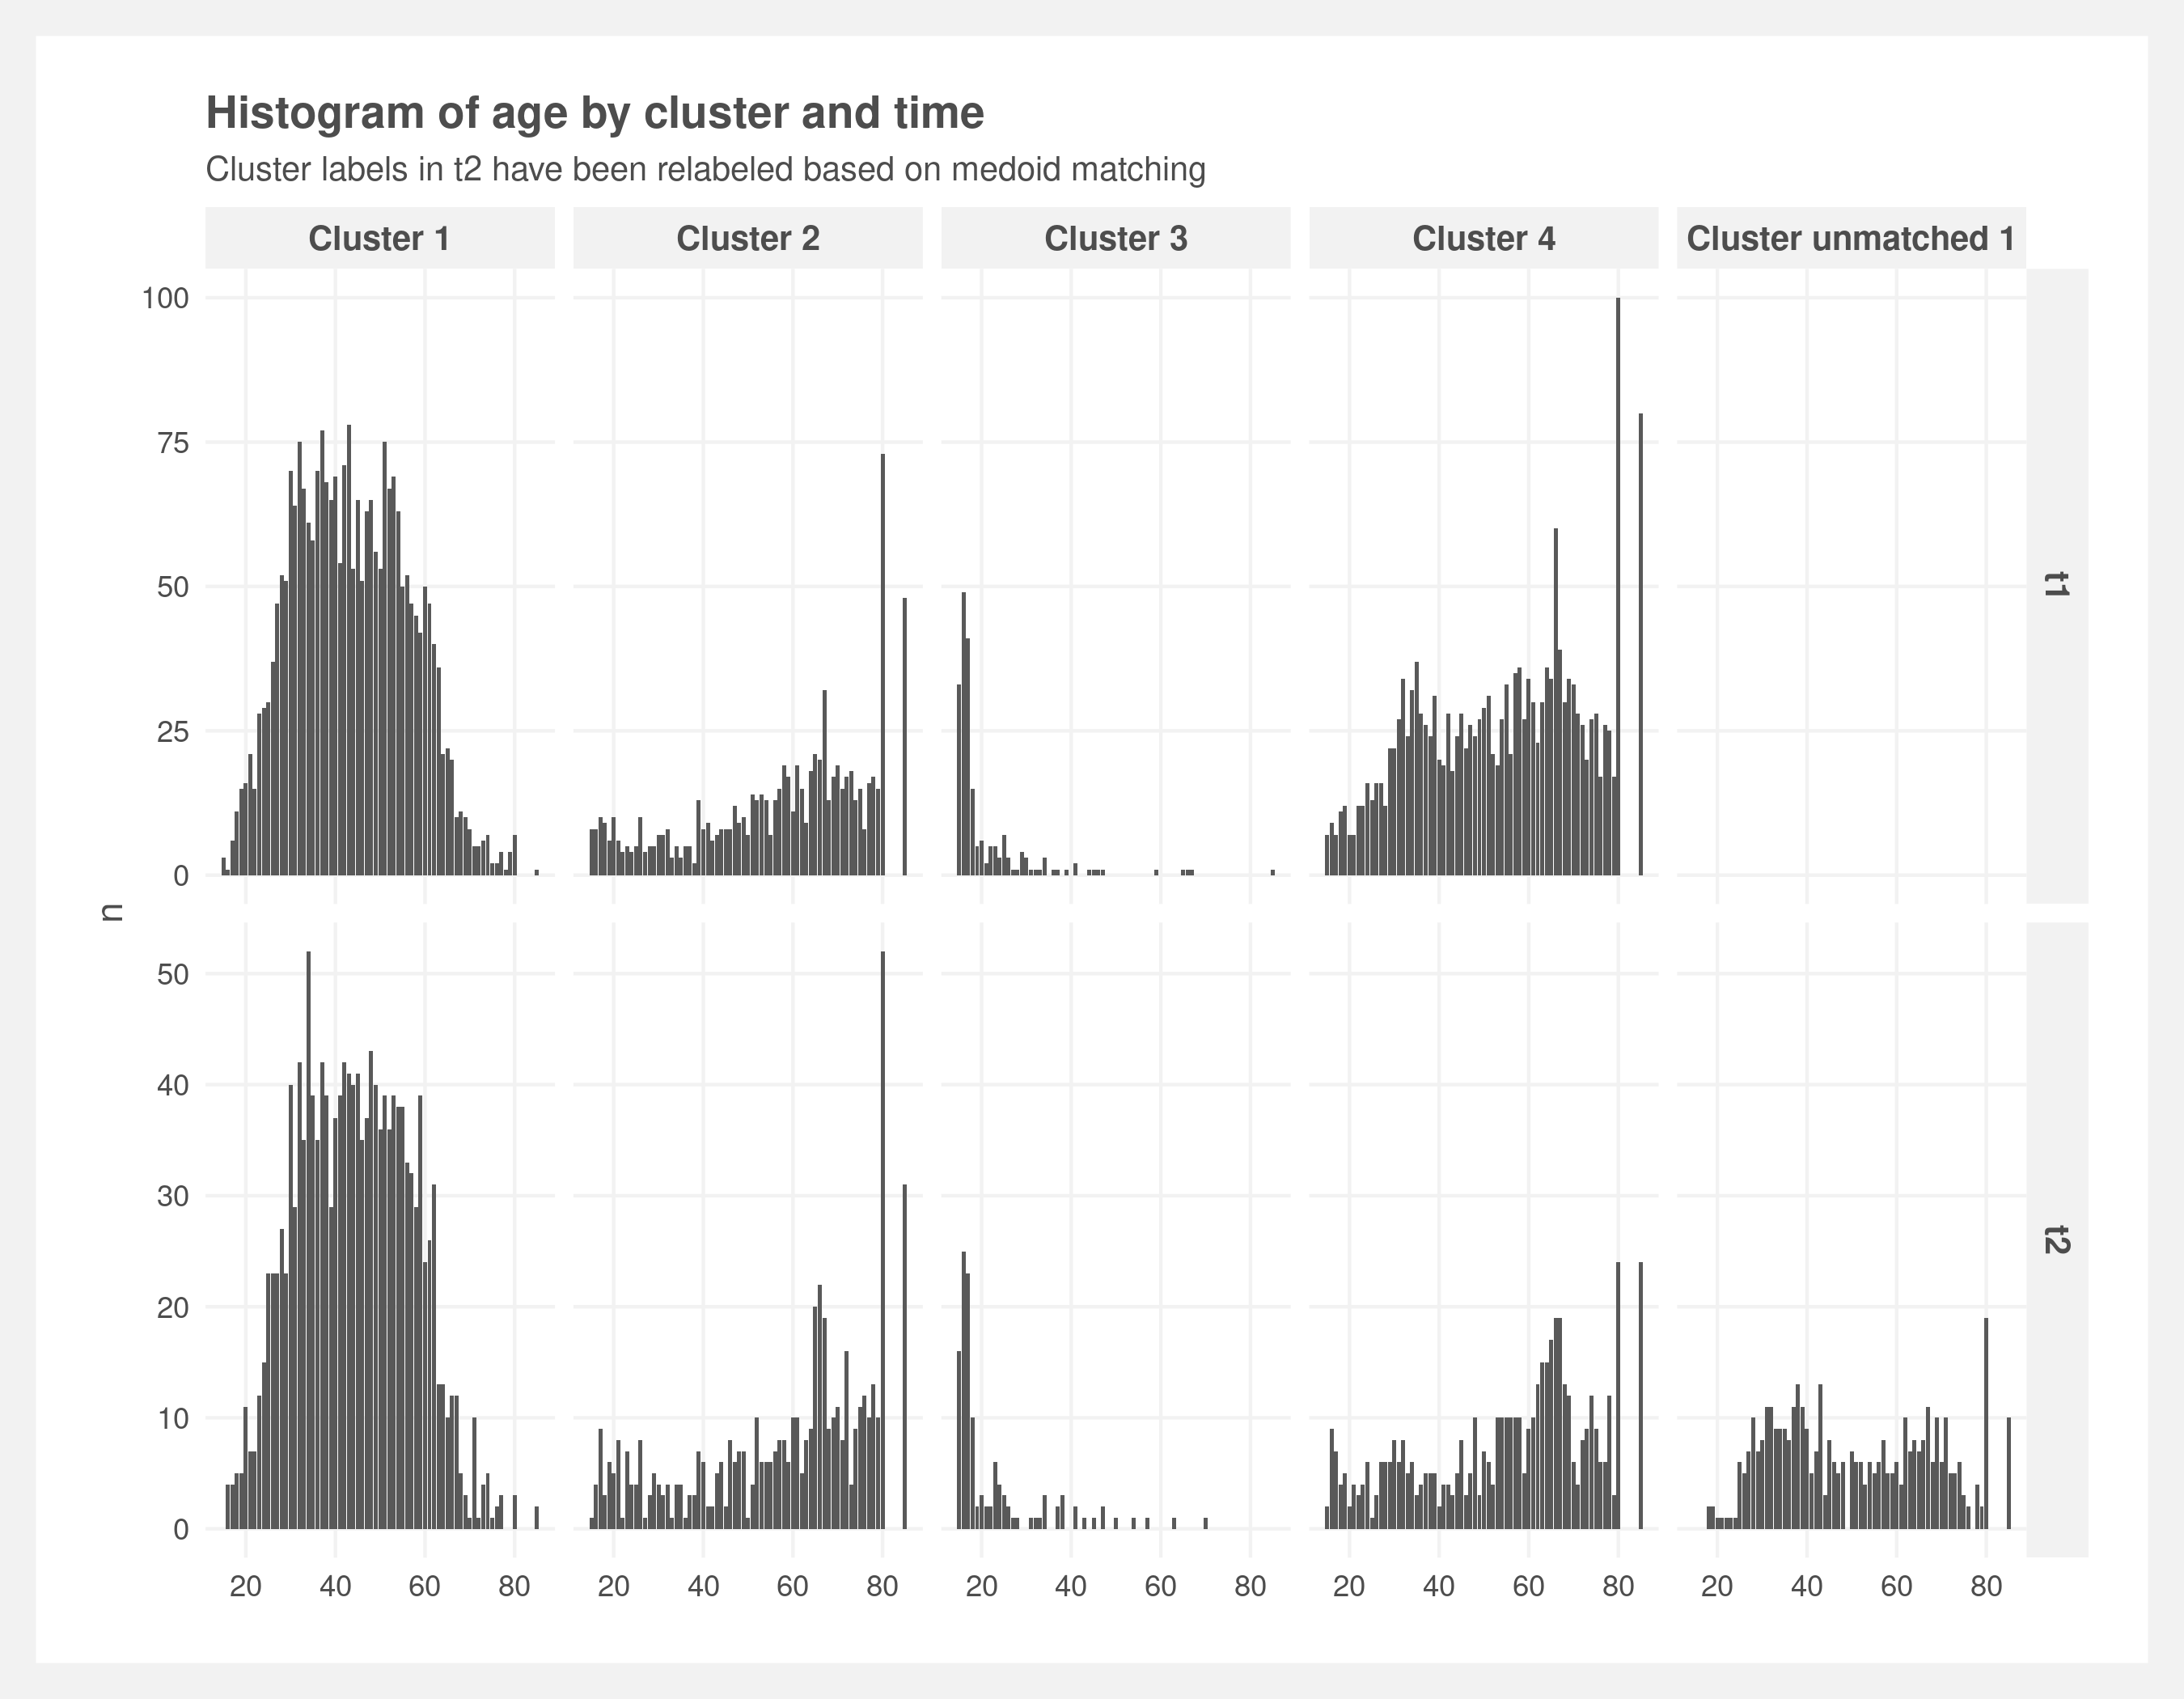 Histogram of age by cluster and time
Cluster labels in t2 have been relabeled based on medoid matching
Cluster 1 Cluster 2 Cluster 3 Cluster 4 Cluster unmatched 1
100
75
50
25
0
t1
n
50
40
30
20
10
0
t2
20 40 60 80 20 40 60 80 20 40 60 80 20 40 60 80 20 40 60 80